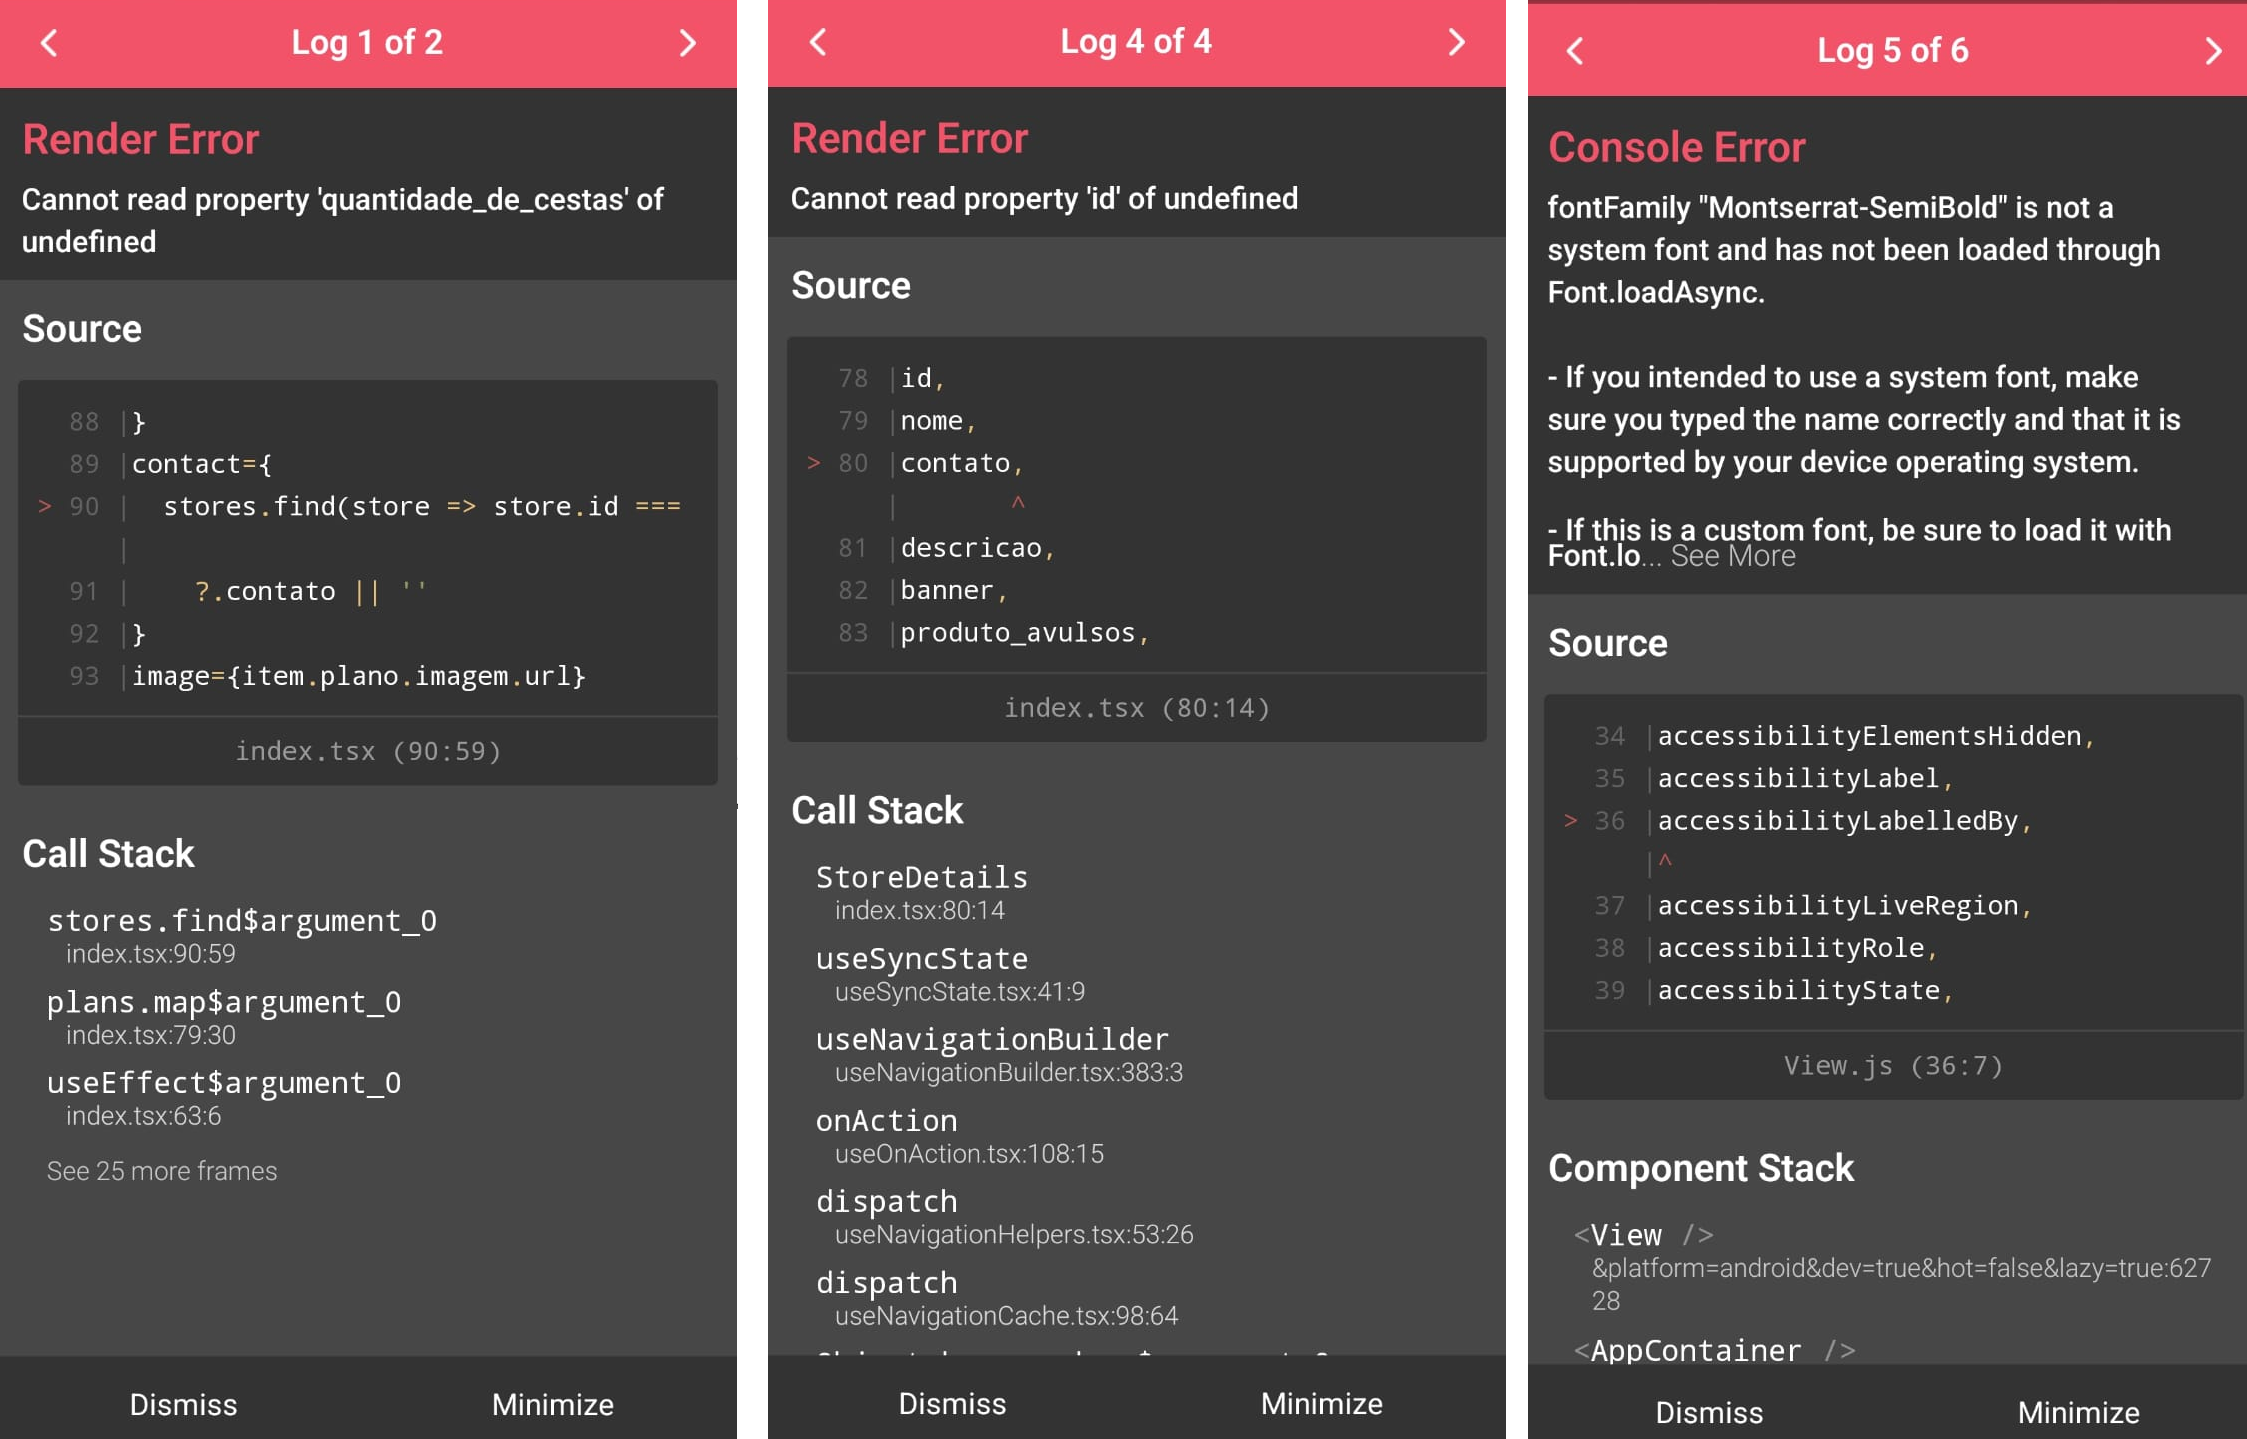 Log 1 of 2
Render Error
Cannot read property 'quantidade_de_cestas' of
undefined
Source
88 |}
89 |contact={
> 90 |  stores.find(store => store.id ===
|
91 |    ?.contato || ''
92 |}
93 |image={item.plano.imagem.url}
index.tsx (90:59)
Call Stack
stores.find$argument_0
index.tsx:90:59
plans.map$argument_0
index.tsx:79:30
useEffect$argument_0
index.tsx:63:6
See 25 more frames
Dismiss Minimize
Log 4 of 4
Render Error
Cannot read property 'id' of undefined
Source
78 |id,
79 |nome,
> 80 |contato,
|       ^
81 |descricao,
82 |banner,
83 |produto_avulsos,
index.tsx (80:14)
Call Stack
StoreDetails
index.tsx:80:14
useSyncState
useSyncState.tsx:41:9
useNavigationBuilder
useNavigationBuilder.tsx:383:3
onAction
useOnAction.tsx:108:15
dispatch
useNavigationHelpers.tsx:53:26
dispatch
useNavigationCache.tsx:98:64
Dismiss Minimize
Log 5 of 6
Console Error
fontFamily "Montserrat-SemiBold" is not a
system font and has not been loaded through
Font.loadAsync.
- If you intended to use a system font, make
sure you typed the name correctly and that it is
supported by your device operating system.
- If this is a custom font, be sure to load it with
Font.lo... See More
Source
34 |accessibilityElementsHidden,
35 |accessibilityLabel,
> 36 |accessibilityLabelledBy,
|^
37 |accessibilityLiveRegion,
38 |accessibilityRole,
39 |accessibilityState,
View.js (36:7)
Component Stack
<View />
&platform=android&dev=true&hot=false&lazy=true:627
28
<AppContainer />
Dismiss Minimize